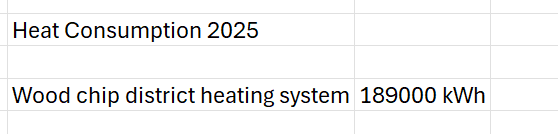 Heat Consumption 2025
Wood chip district heating system 189000 kWh